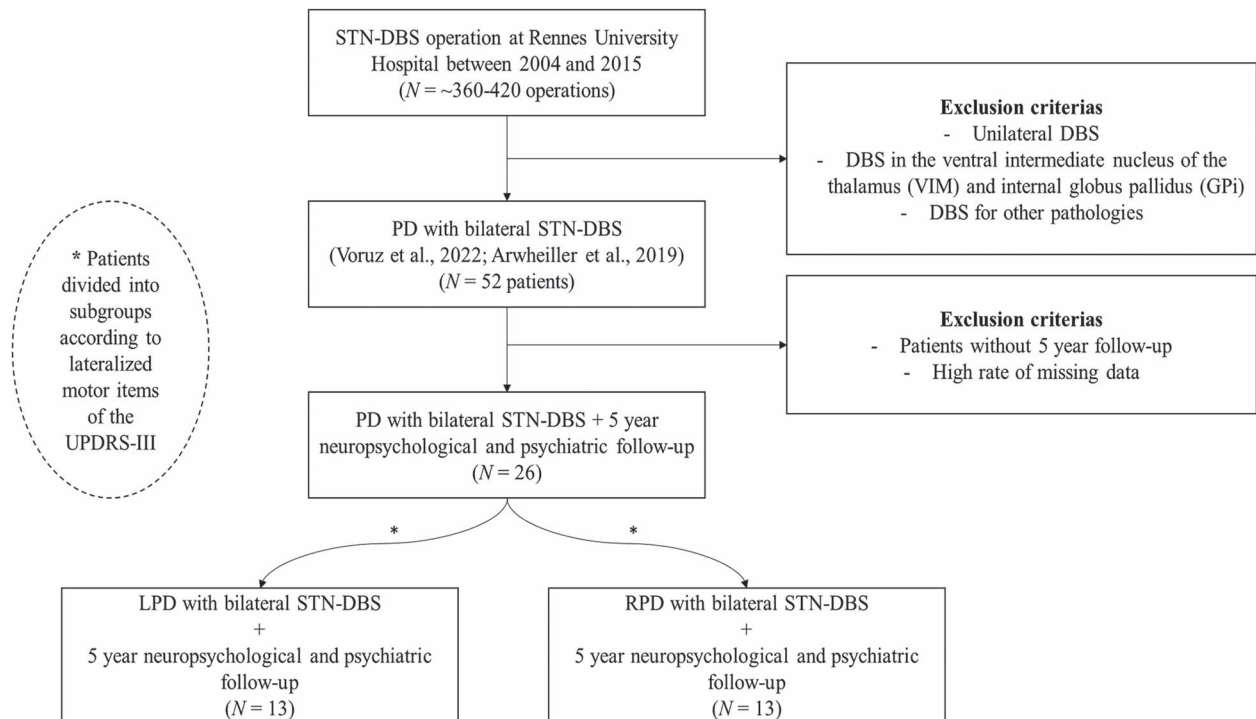 STN-DBS operation at Rennes University
Hospital between 2004 and 2015
(N = ~360-420 operations)
Exclusion criterias
- Unilateral DBS
- DBS in the ventral intermediate nucleus of the
thalamus (VIM) and internal globus pallidus (GPi)
- DBS for other pathologies
PD with bilateral STN-DBS
(Voruz et al., 2022; Arwheiller et al., 2019)
(N = 52 patients)
* Patients
divided into
subgroups
according to
lateralized
motor items
of the
UPDRS-III
Exclusion criterias
- Patients without 5 year follow-up
- High rate of missing data
PD with bilateral STN-DBS + 5 year
neuropsychological and psychiatric follow-up
(N = 26)
*
*
LPD with bilateral STN-DBS
+
5 year neuropsychological and psychiatric
follow-up
(N = 13)
RPD with bilateral STN-DBS
+
5 year neuropsychological and psychiatric
follow-up
(N = 13)